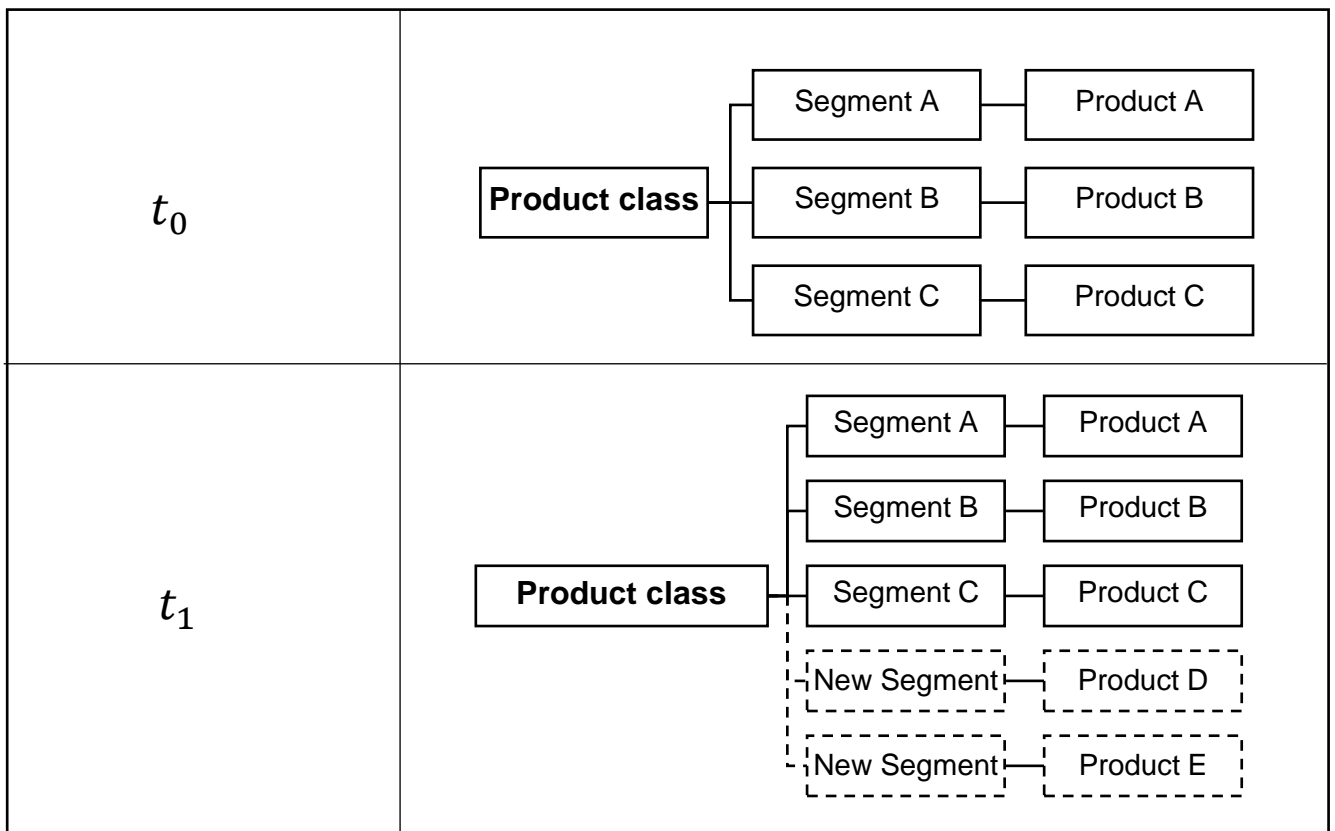 t₀
Segment A
Product A
Product class
Segment B
Product B
Segment C
Product C
t₁
Segment A
Product A
Segment B
Product B
Product class
Segment C
Product C
New Segment
Product D
New Segment
Product E